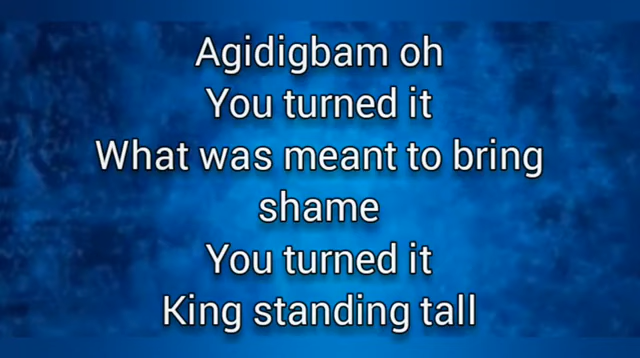 Agidigbam oh
You turned it
What was meant to bring
shame
You turned it
King standing tall